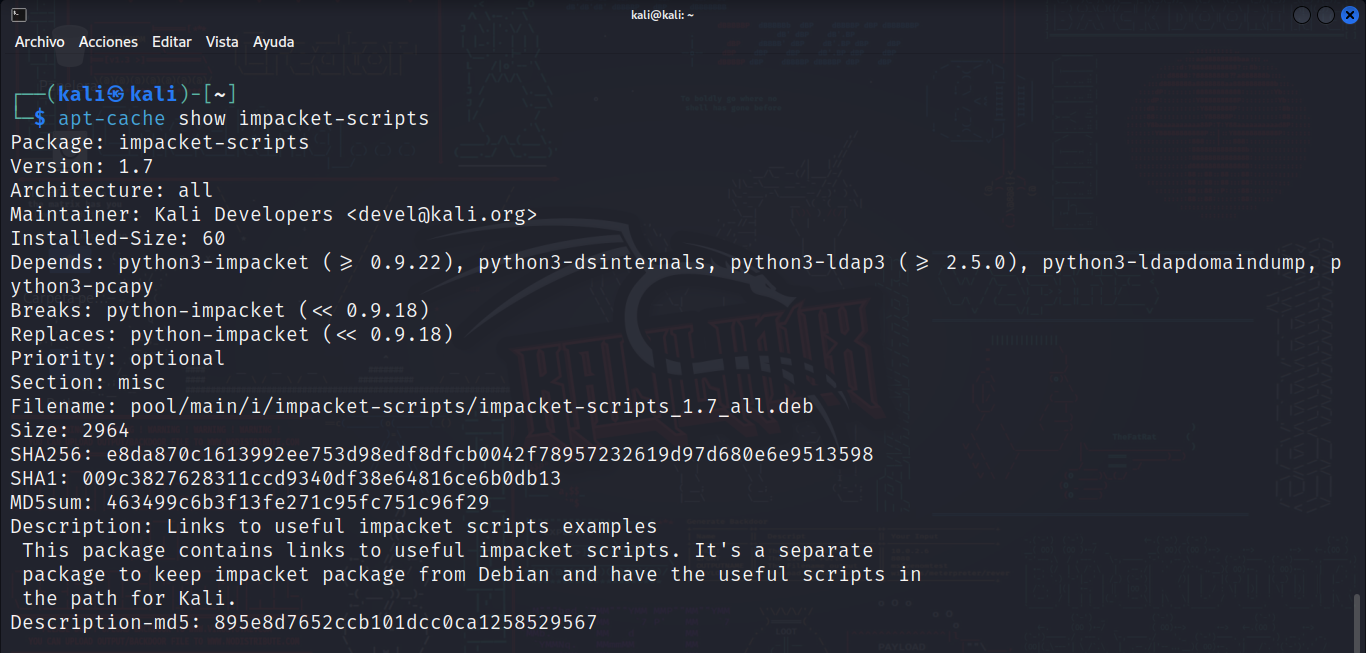 kali@kali: ~
Archivo Acciones Editar Vista Ayuda
┌──(kali㉿kali)-[~]
└─$ apt-cache show impacket-scripts
Package: impacket-scripts
Version: 1.7
Architecture: all
Maintainer: Kali Developers <devel@kali.org>
Installed-Size: 60
Depends: python3-impacket (>= 0.9.22), python3-dsinternals, python3-ldap3 (>= 2.5.0), python3-ldapdomaindump, p
ython3-pcapy
Breaks: python-impacket (<< 0.9.18)
Replaces: python-impacket (<< 0.9.18)
Priority: optional
Section: misc
Filename: pool/main/i/impacket-scripts/impacket-scripts_1.7_all.deb
Size: 2964
SHA256: e8da870c1613992ee753d98edf8dfcb0042f78957232619d97d680e6e9513598
SHA1: 009c3827628311ccd9340df38e64816ce6b0db13
MD5sum: 463499c6b3f13fe271c95fc751c96f29
Description: Links to useful impacket scripts examples
 This package contains links to useful impacket scripts. It's a separate
 package to keep impacket package from Debian and have the useful scripts in
 the path for Kali.
Description-md5: 895e8d7652ccb101dcc0ca1258529567
KALI LINUX